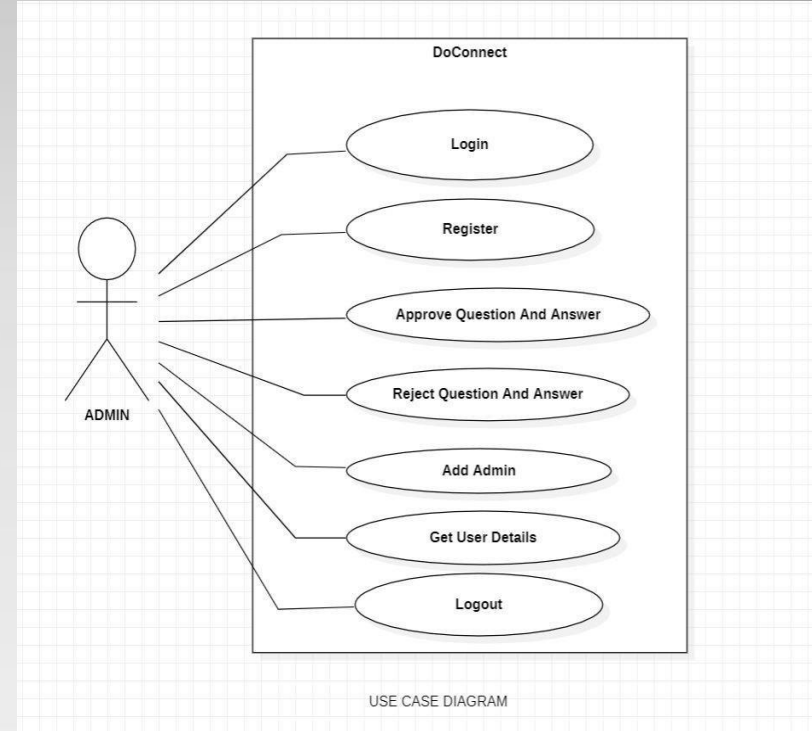 DoConnect
Login
Register
Approve Question And Answer
Reject Question And Answer
ADMIN
Add Admin
Get User Details
Logout
USE CASE DIAGRAM